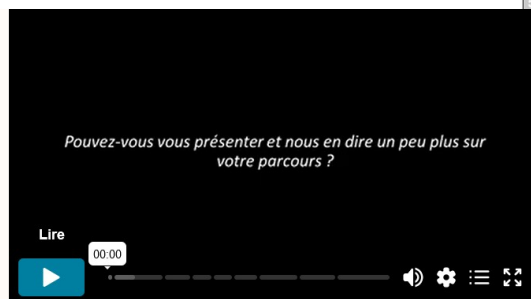 Pouvez-vous vous présenter et nous en dire un peu plus sur
votre parcours ?
Lire
00:00